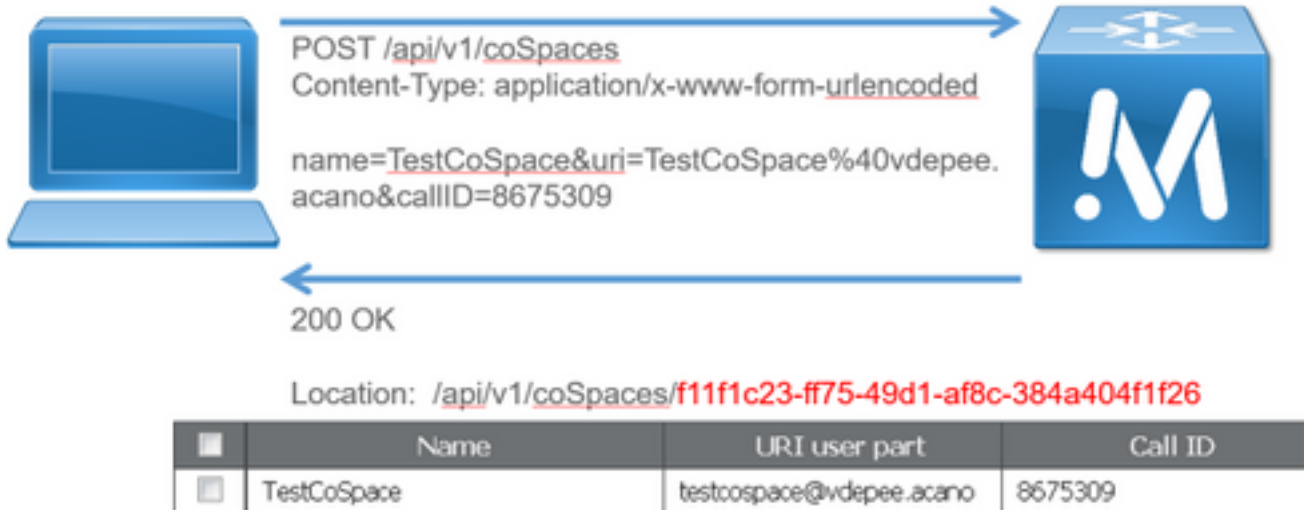 POST /api/v1/coSpaces
Content-Type: application/x-www-form-urlencoded
name=TestCoSpace&uri=TestCoSpace%40vdepee.
acano&callID=8675309
200 OK
Location: /api/v1/coSpaces/f11f1c23-ff75-49d1-af8c-384a404f1f26
Name URI user part Call ID
TestCoSpace testcospace@vdepee.acano 8675309